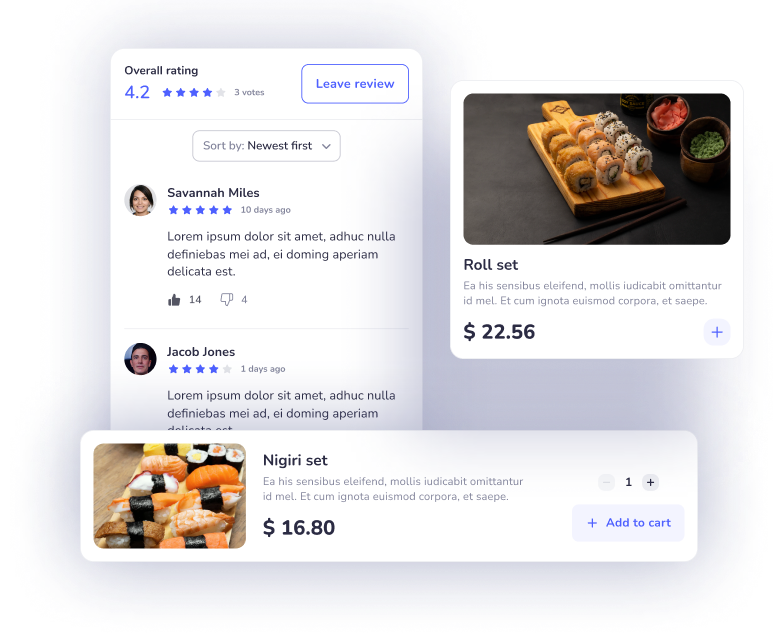 Overall rating
4.2 3 votes
Leave review
Sort by: Newest first
Savannah Miles
10 days ago
Lorem ipsum dolor sit amet, adhuc nulla
definiebas mei ad, ei doming aperiam
delicata est.
14 4
Jacob Jones
1 days ago
Lorem ipsum dolor sit amet, adhuc nulla
definiebas mei ad, ei doming aperiam
delicata est.
Roll set
Ea his sensibus eleifend, mollis iudicabit omittantur
id mel. Et cum ignota euismod corpora, et saepe.
$ 22.56
+
Nigiri set
Ea his sensibus eleifend, mollis iudicabit omittantur
id mel. Et cum ignota euismod corpora, et saepe.
$ 16.80
− 1 +
+ Add to cart